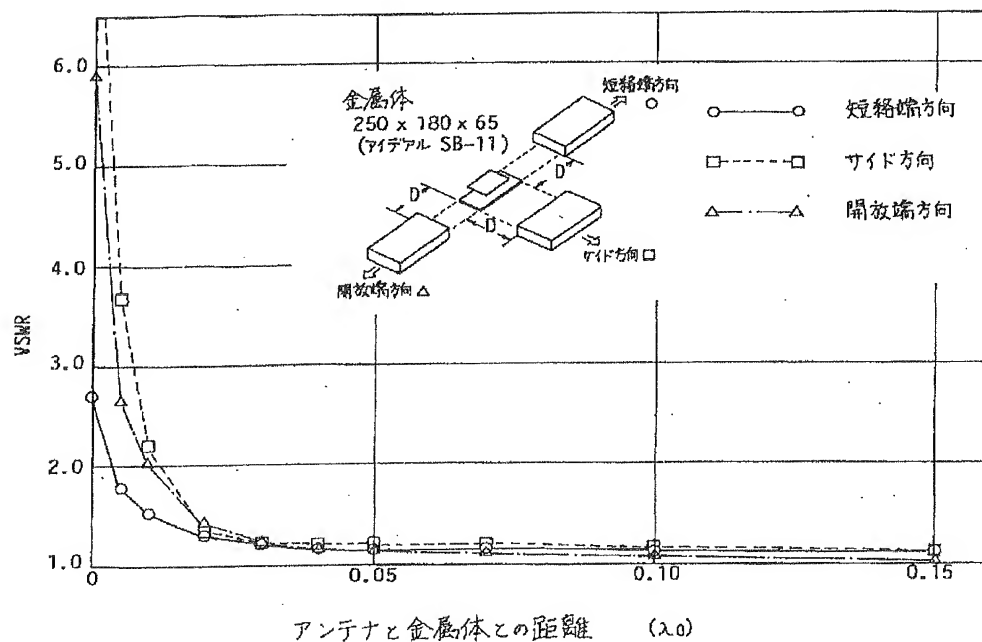 6.0
5.0
4.0
3.0
2.0
1.0
VSWR
金属体
250 x 180 x 65
(アイデアル SB-11)
短絡端方向 ○
D
D
D
サイド方向 □
開放端方向 △
短絡端方向
サイド方向
開放端方向
0
0.05
0.10
0.15
アンテナと金属体との距離 (λ0)